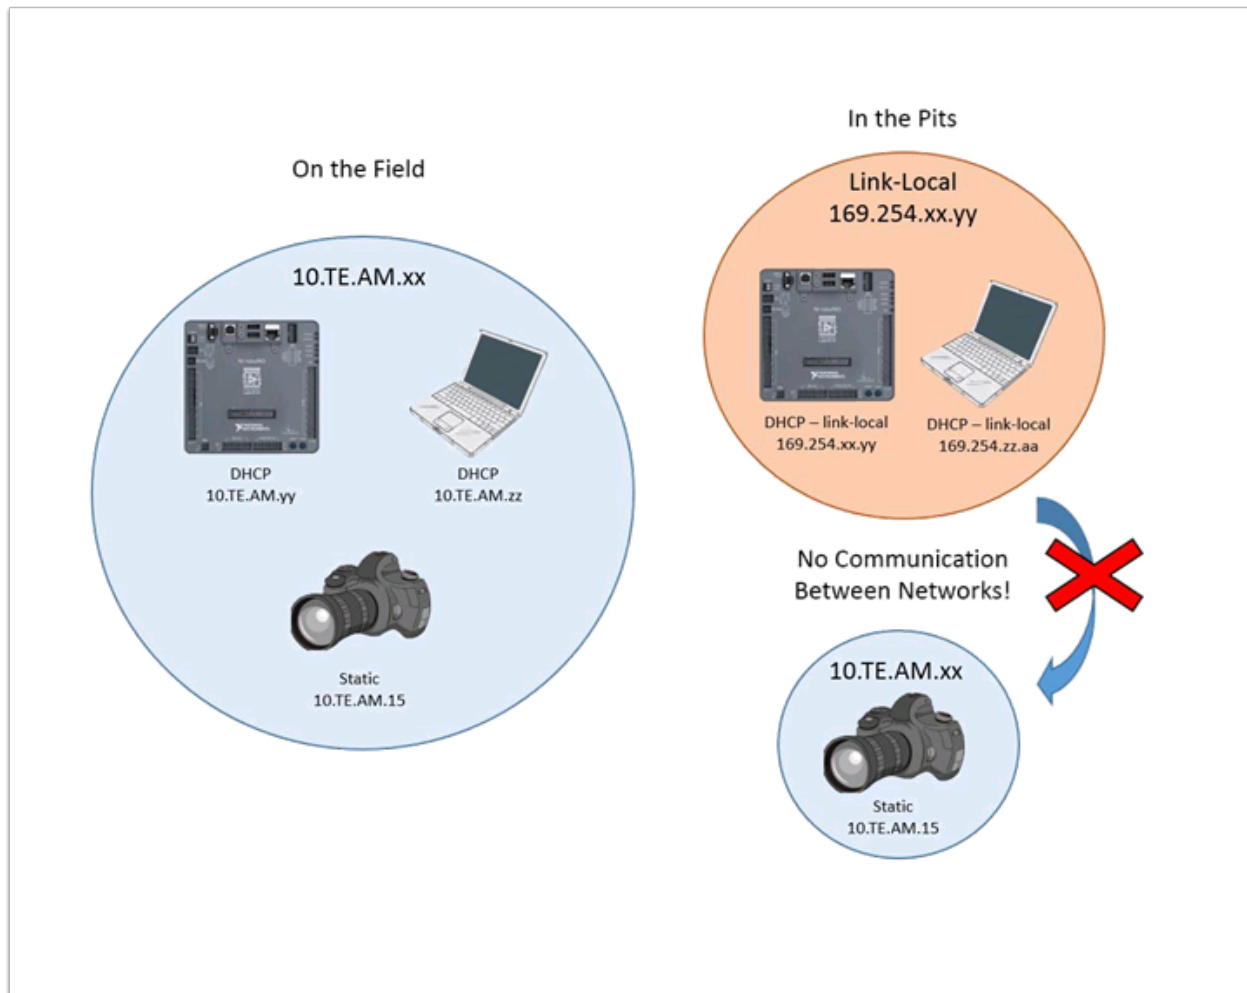 On the Field
10.TE.AM.xx
DHCP
10.TE.AM.yy
DHCP
10.TE.AM.zz
Static
10.TE.AM.15
In the Pits
Link-Local
169.254.xx.yy
DHCP – link-local
169.254.xx.yy
DHCP – link-local
169.254.zz.aa
No Communication
Between Networks!
10.TE.AM.xx
Static
10.TE.AM.15